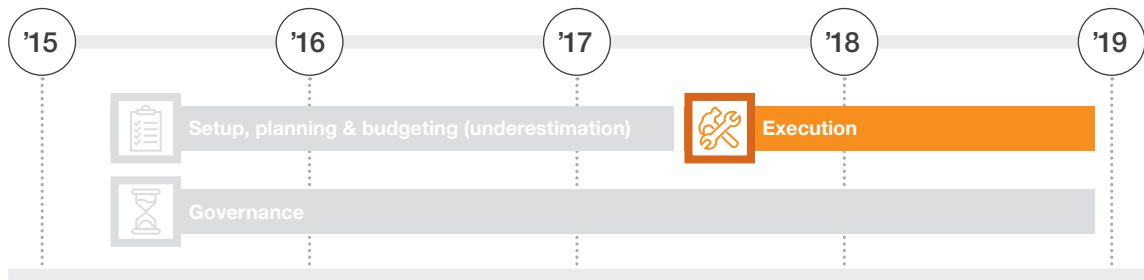 ’15
’16
’17
’18
’19
Setup, planning & budgeting (underestimation)
Execution
Governance